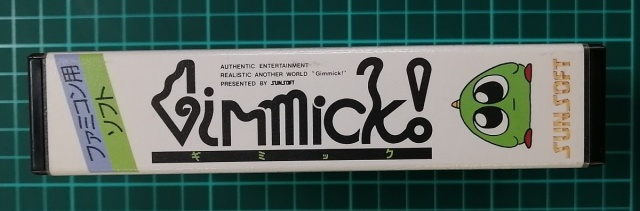 ファミコン用
ソフト
AUTHENTIC ENTERTAINMENT
REALISTIC ANOTHER WORLD "Gimmick!"
PRESENTED BY SUNSOFT
Gimmick!
ギミック
SUNSOFT